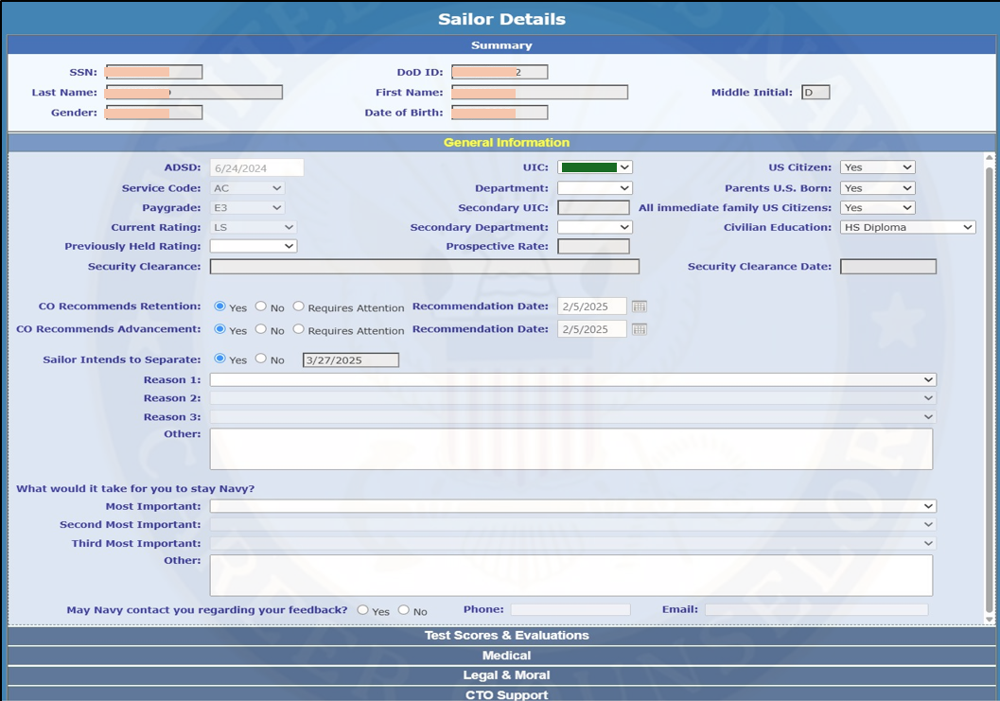 Sailor Details
Summary
SSN: DoD ID: 2
Last Name: First Name: Middle Initial: D
Gender: Date of Birth:
General Information
ADSD: 6/24/2024 UIC: US Citizen: Yes
Service Code: AC Department: Parents U.S. Born: Yes
Paygrade: E3 Secondary UIC: All immediate family US Citizens: Yes
Current Rating: LS Secondary Department: Civilian Education: HS Diploma
Previously Held Rating: Prospective Rate:
Security Clearance: Security Clearance Date:
CO Recommends Retention: Yes No Requires Attention Recommendation Date: 2/5/2025
CO Recommends Advancement: Yes No Requires Attention Recommendation Date: 2/5/2025
Sailor Intends to Separate: Yes No 3/27/2025
Reason 1:
Reason 2:
Reason 3:
Other:
What would it take for you to stay Navy?
Most Important:
Second Most Important:
Third Most Important:
Other:
May Navy contact you regarding your feedback? Yes No Phone: Email:
Test Scores & Evaluations
Medical
Legal & Moral
CTO Support